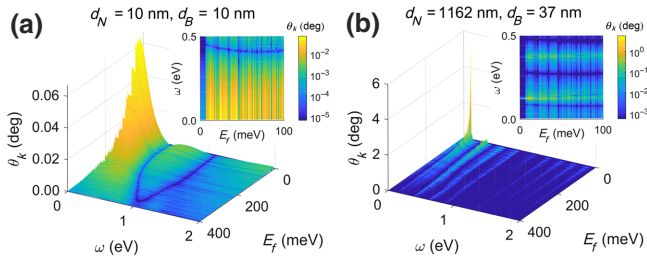 (a)
d_N = 10 nm, d_B = 10 nm
θ_k (deg)
0.06
0.04
0.02
0.00
0
1
2
ω (eV)
400
200
0
E_f (meV)
0.5
0.0
ω (eV)
0
100
E_f (meV)
θ_k (deg)
10^-2
10^-3
10^-4
10^-5
(b)
d_N = 1162 nm, d_B = 37 nm
θ_k (deg)
6
4
2
0
0
1
2
ω (eV)
400
200
0
E_f (meV)
0.5
0.0
ω (eV)
0
100
E_f (meV)
θ_k (deg)
10^0
10^-1
10^-2
10^-3